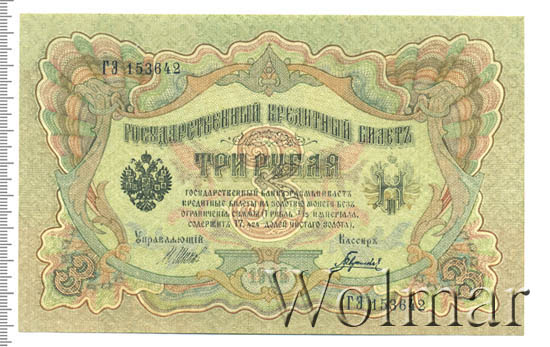 ГЭ 153642
Государственный Кредитный Билетъ
ТРИ РУБЛЯ
Государственный Банкъ размѣниваетъ
кредитные билеты на золотую монету безъ
ограниченія суммы (1 рубль = 1/15 имперіала,
содержитъ 17,424 долей чистаго золота).
Управляющій
Кассиръ
1905
ГЭ 153642
Wolmar